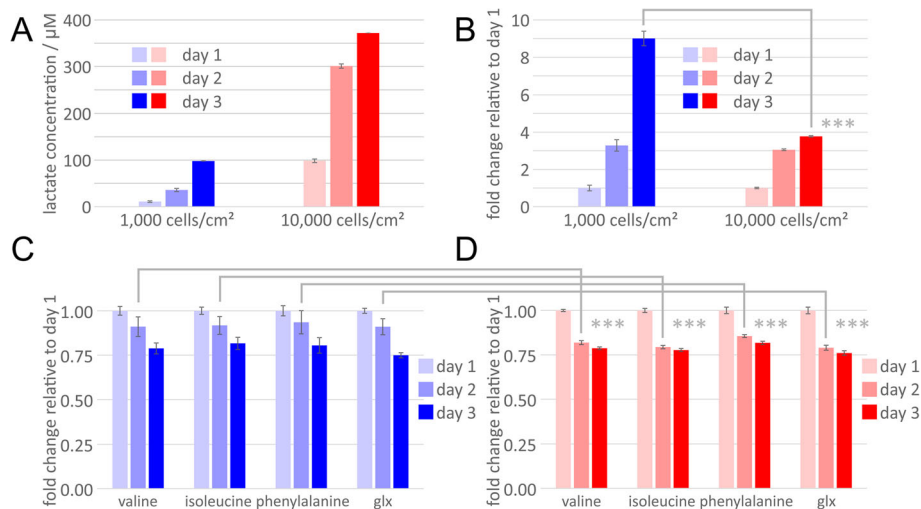 A
lactate concentration / µM
400
300
200
100
0
day 1
day 2
day 3
1,000 cells/cm²
10,000 cells/cm²
B
fold change relative to day 1
10
8
6
4
2
0
day 1
day 2
day 3
***
1,000 cells/cm²
10,000 cells/cm²
C
fold change relative to day 1
1.00
0.75
0.50
0.25
0.00
day 1
day 2
day 3
valine
isoleucine
phenylalanine
glx
D
fold change relative to day 1
1.00
0.75
0.50
0.25
0.00
***
***
***
***
day 1
day 2
day 3
valine
isoleucine
phenylalanine
glx